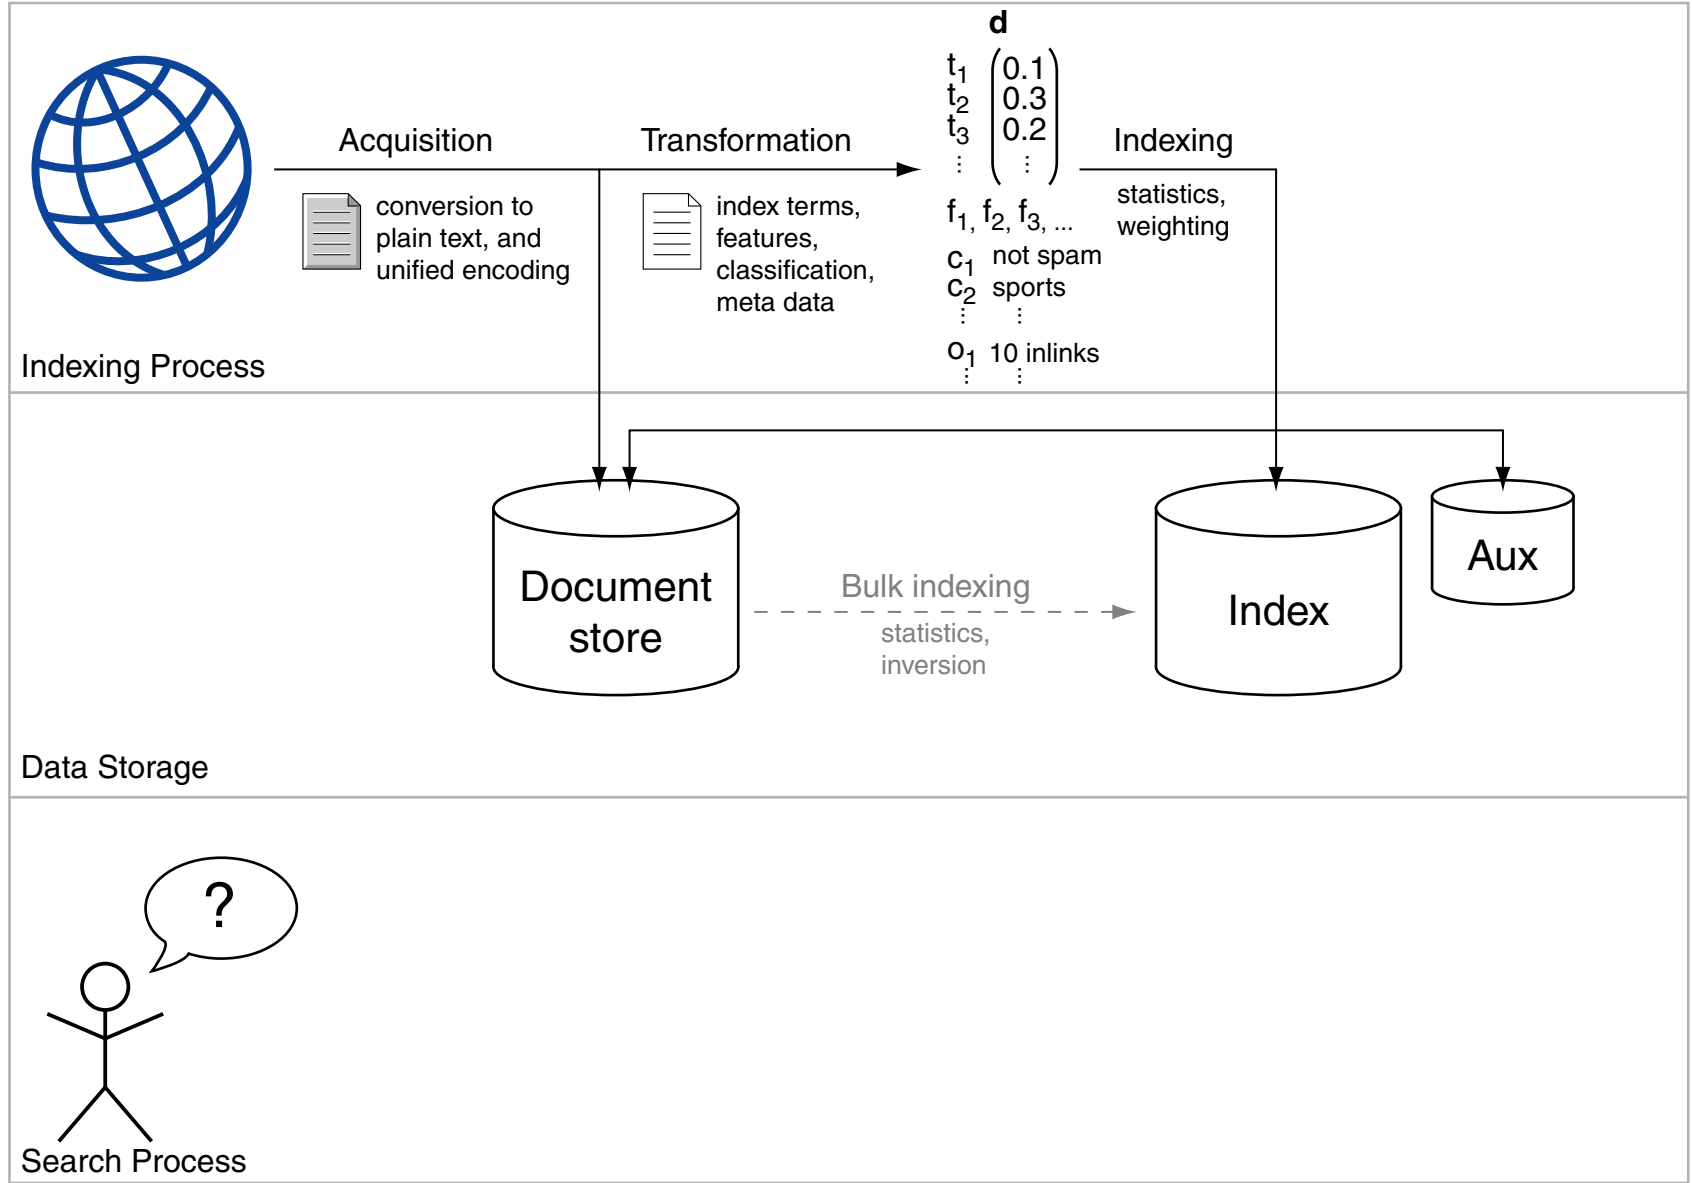 d
t1 0.1
t2 0.3
t3 0.2
⋮ ⋮
Acquisition
conversion to
plain text, and
unified encoding
Transformation
index terms,
features,
classification,
meta data
f1, f2, f3, ...
c1 not spam
c2 sports
⋮ ⋮
o1 10 inlinks
⋮ ⋮
Indexing
statistics,
weighting
Indexing Process
Document
store
Bulk indexing
statistics,
inversion
Index
Aux
Data Storage
?
Search Process